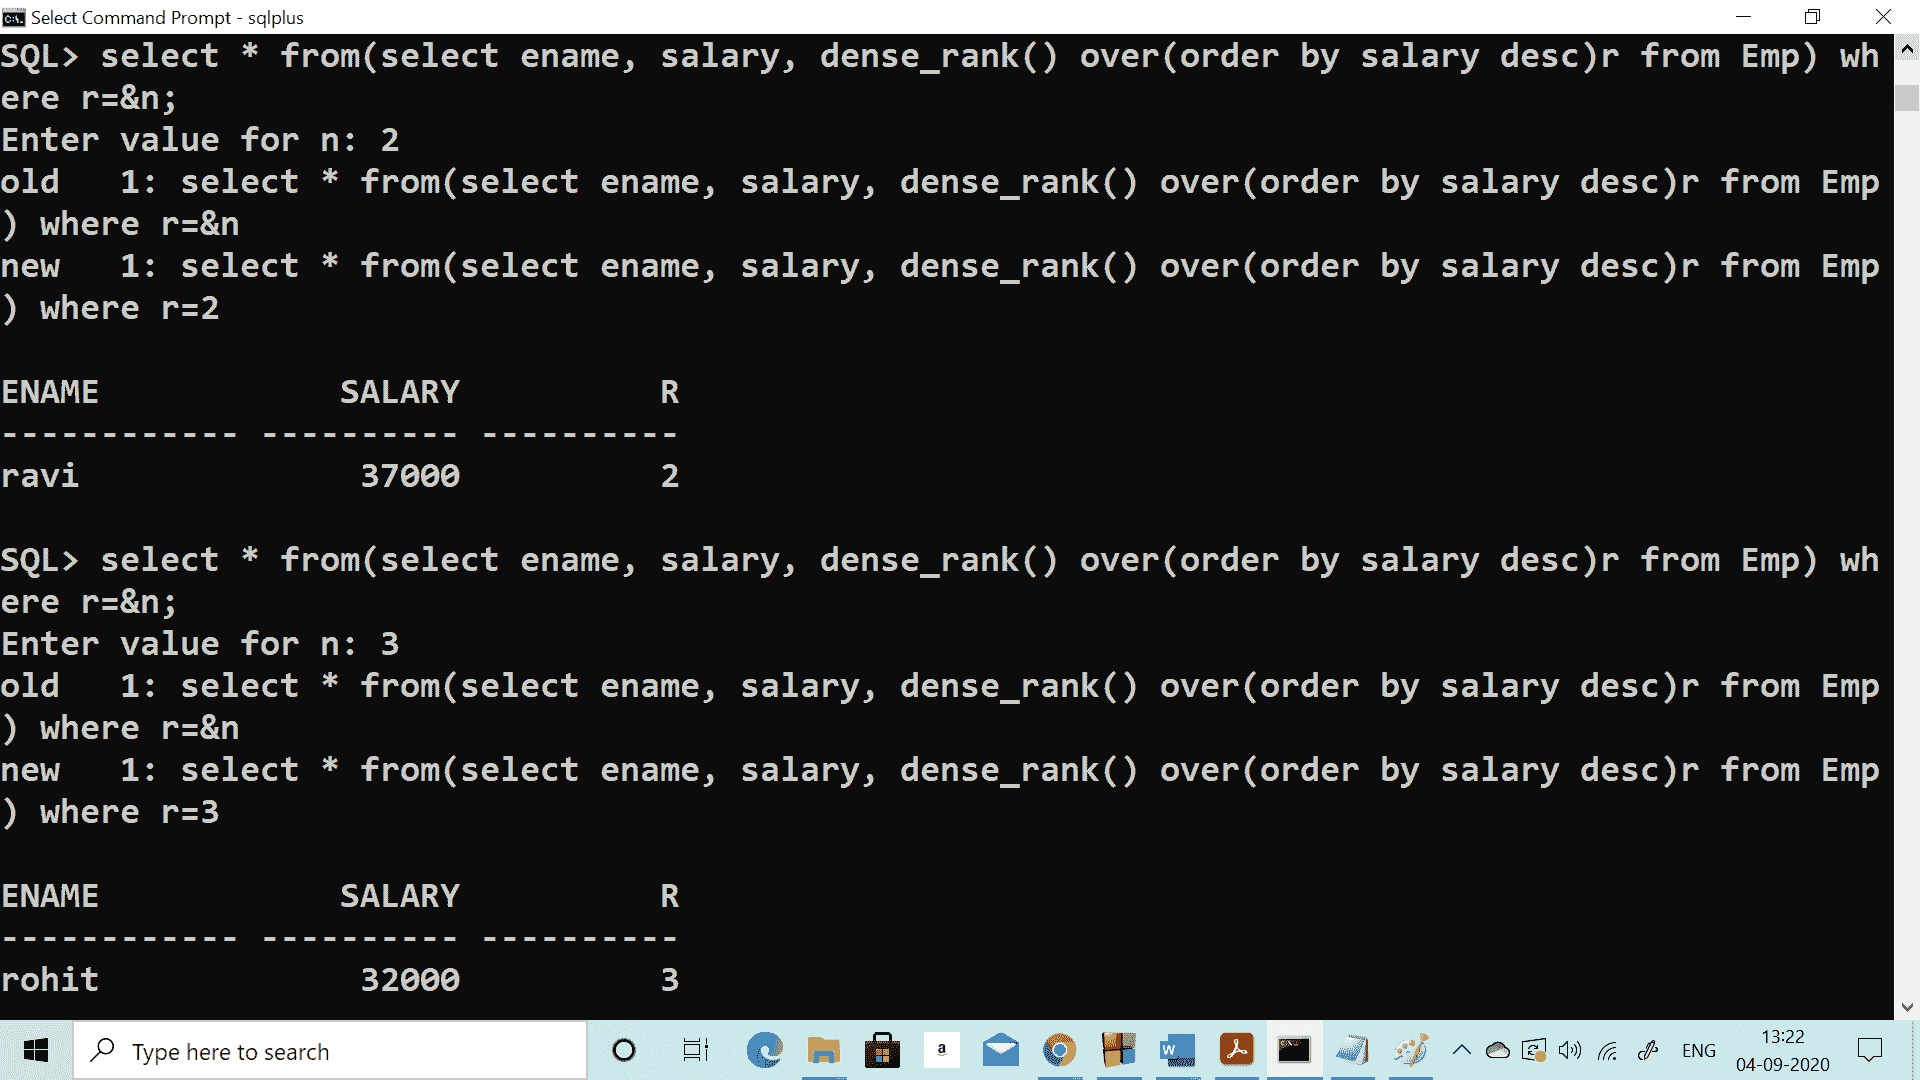 Select Command Prompt - sqlplus
SQL> select * from(select ename, salary, dense_rank() over(order by salary desc)r from Emp) wh
ere r=&n;
Enter value for n: 2
old   1: select * from(select ename, salary, dense_rank() over(order by salary desc)r from Emp
) where r=&n
new   1: select * from(select ename, salary, dense_rank() over(order by salary desc)r from Emp
) where r=2
ENAME            SALARY          R
------------ ---------- ----------
ravi              37000          2
SQL> select * from(select ename, salary, dense_rank() over(order by salary desc)r from Emp) wh
ere r=&n;
Enter value for n: 3
old   1: select * from(select ename, salary, dense_rank() over(order by salary desc)r from Emp
) where r=&n
new   1: select * from(select ename, salary, dense_rank() over(order by salary desc)r from Emp
) where r=3
ENAME            SALARY          R
------------ ---------- ----------
rohit             32000          3
Type here to search
a
W
ENG
13:22
04-09-2020